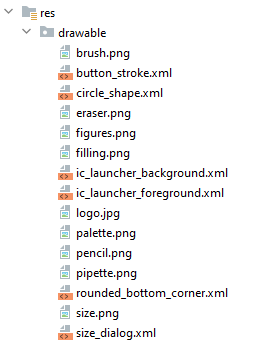 res
drawable
brush.png
button_stroke.xml
circle_shape.xml
eraser.png
figures.png
filling.png
ic_launcher_background.xml
ic_launcher_foreground.xml
logo.jpg
palette.png
pencil.png
pipette.png
rounded_bottom_corner.xml
size.png
size_dialog.xml